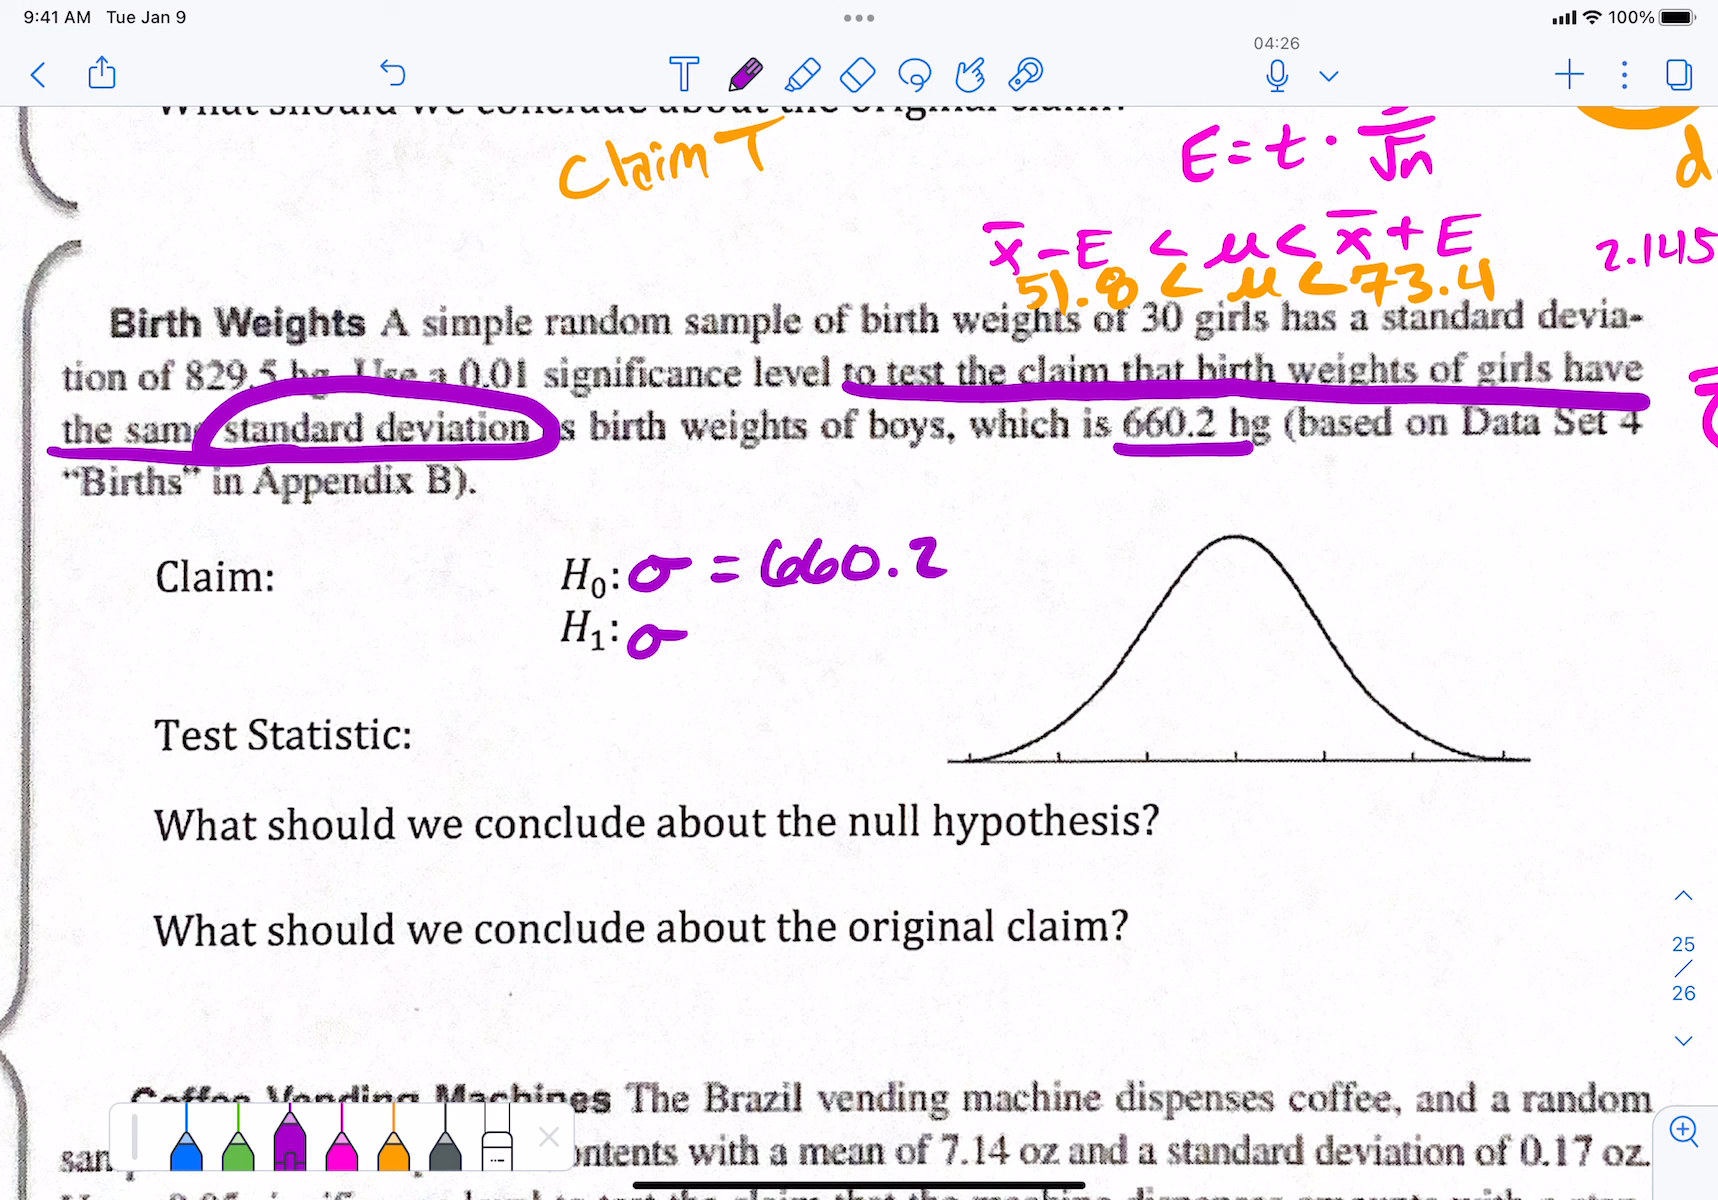 9:41 AM Tue Jan 9
100%
04:26
What should we conclude about the original claim?
Claim T
E = t · s/√n
d.
x̄ - E < μ < x̄ + E
2.145
51.8 < μ < 73.4
Birth Weights A simple random sample of birth weights of 30 girls has a standard devia-
tion of 829.5 hg. Use a 0.01 significance level to test the claim that birth weights of girls have
the same standard deviation s birth weights of boys, which is 660.2 hg (based on Data Set 4
"Births" in Appendix B).
Claim:
H₀: σ = 660.2
H₁: σ
Test Statistic:
What should we conclude about the null hypothesis?
What should we conclude about the original claim?
25
/
26
Coffee Vending Machines The Brazil vending machine dispenses coffee, and a random
ontents with a mean of 7.14 oz and a standard deviation of 0.17 oz.